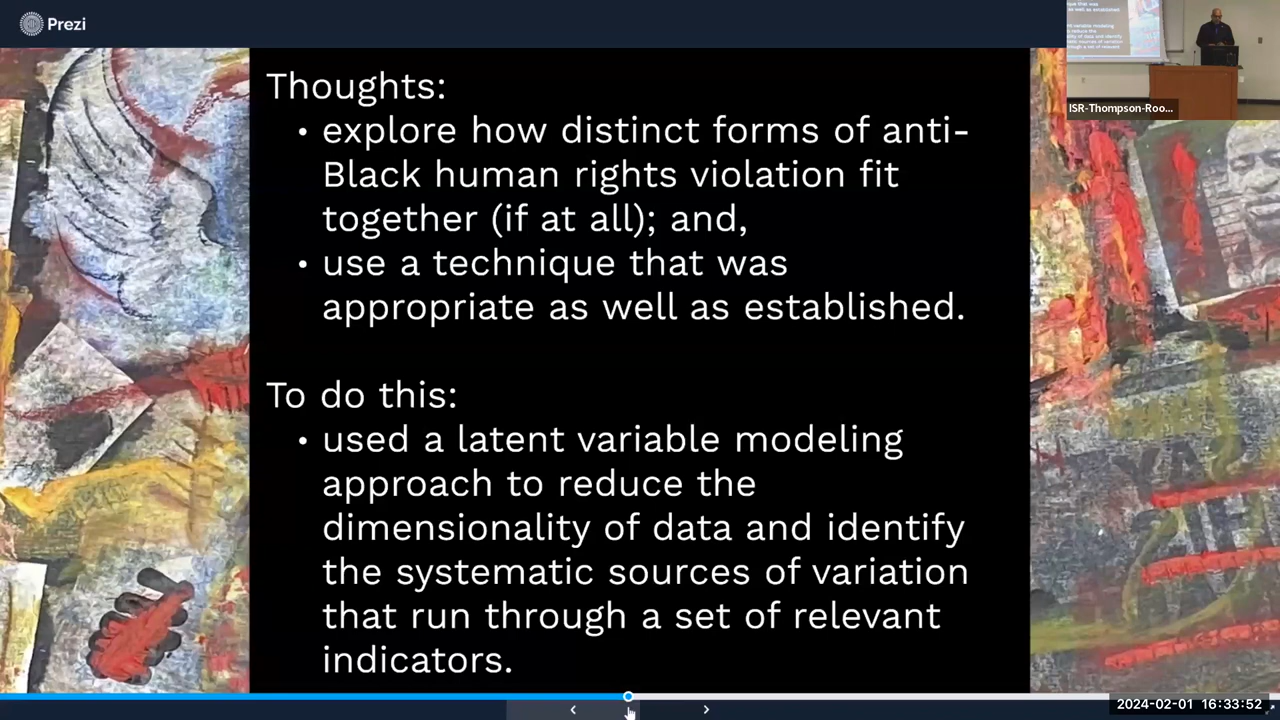 Prezi
Thoughts:
• explore how distinct forms of anti-
Black human rights violation fit
together (if at all); and,
• use a technique that was
appropriate as well as established.
To do this:
• used a latent variable modeling
approach to reduce the
dimensionality of data and identify
the systematic sources of variation
that run through a set of relevant
indicators.
ISR-Thompson-Roo...
2024-02-01 16:33:52